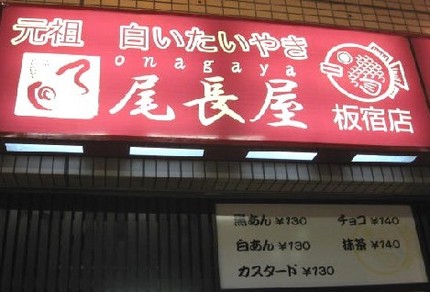 元祖 白いたいやき
onagaya
尾長屋
板宿店
黒あん ¥130 チョコ ¥140
白あん ¥130 抹茶 ¥140
カスタード ¥130